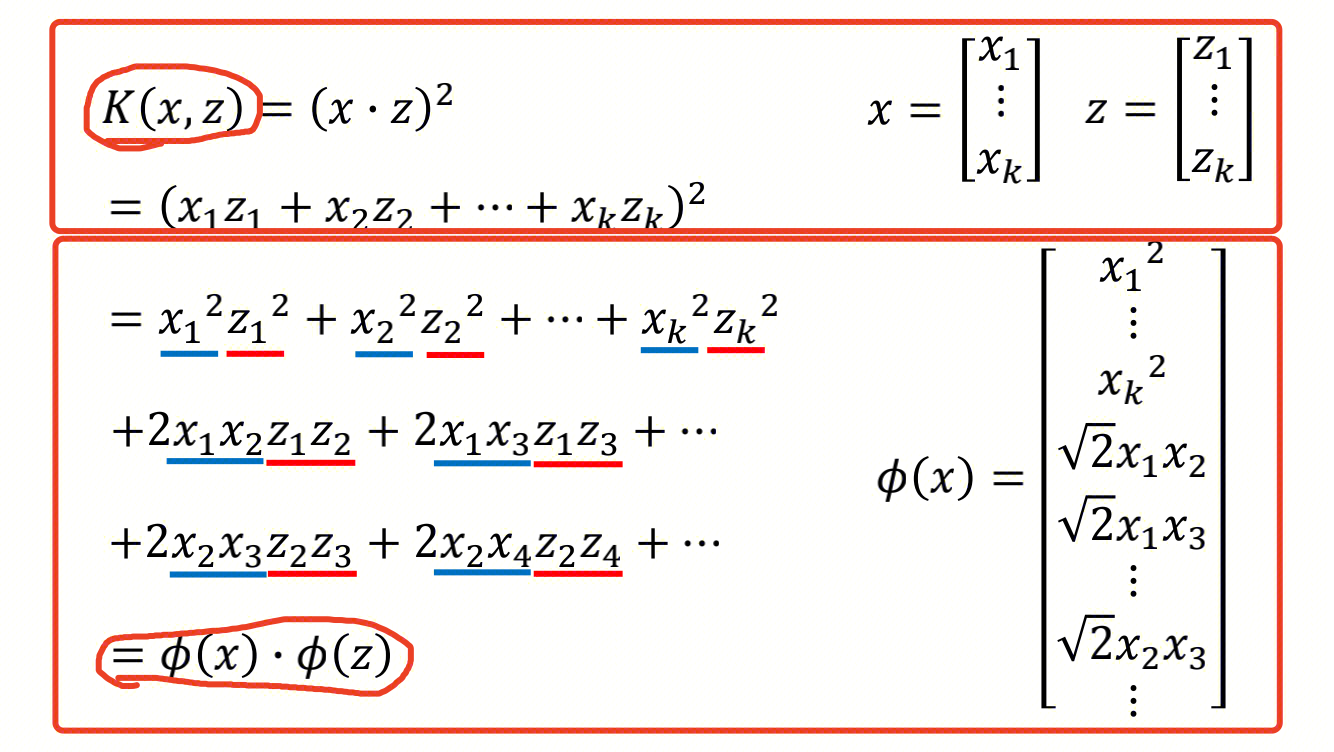 K(x, z) = (x · z)²
x = [x₁ ⋮ xₖ] z = [z₁ ⋮ zₖ]
= (x₁z₁ + x₂z₂ + ⋯ + xₖzₖ)²
= x₁²z₁² + x₂²z₂² + ⋯ + xₖ²zₖ²
+2x₁x₂z₁z₂ + 2x₁x₃z₁z₃ + ⋯
+2x₂x₃z₂z₃ + 2x₂x₄z₂z₄ + ⋯
= ϕ(x) · ϕ(z)
ϕ(x) = [x₁² ⋮ xₖ² √2x₁x₂ √2x₁x₃ ⋮ √2x₂x₃ ⋮]